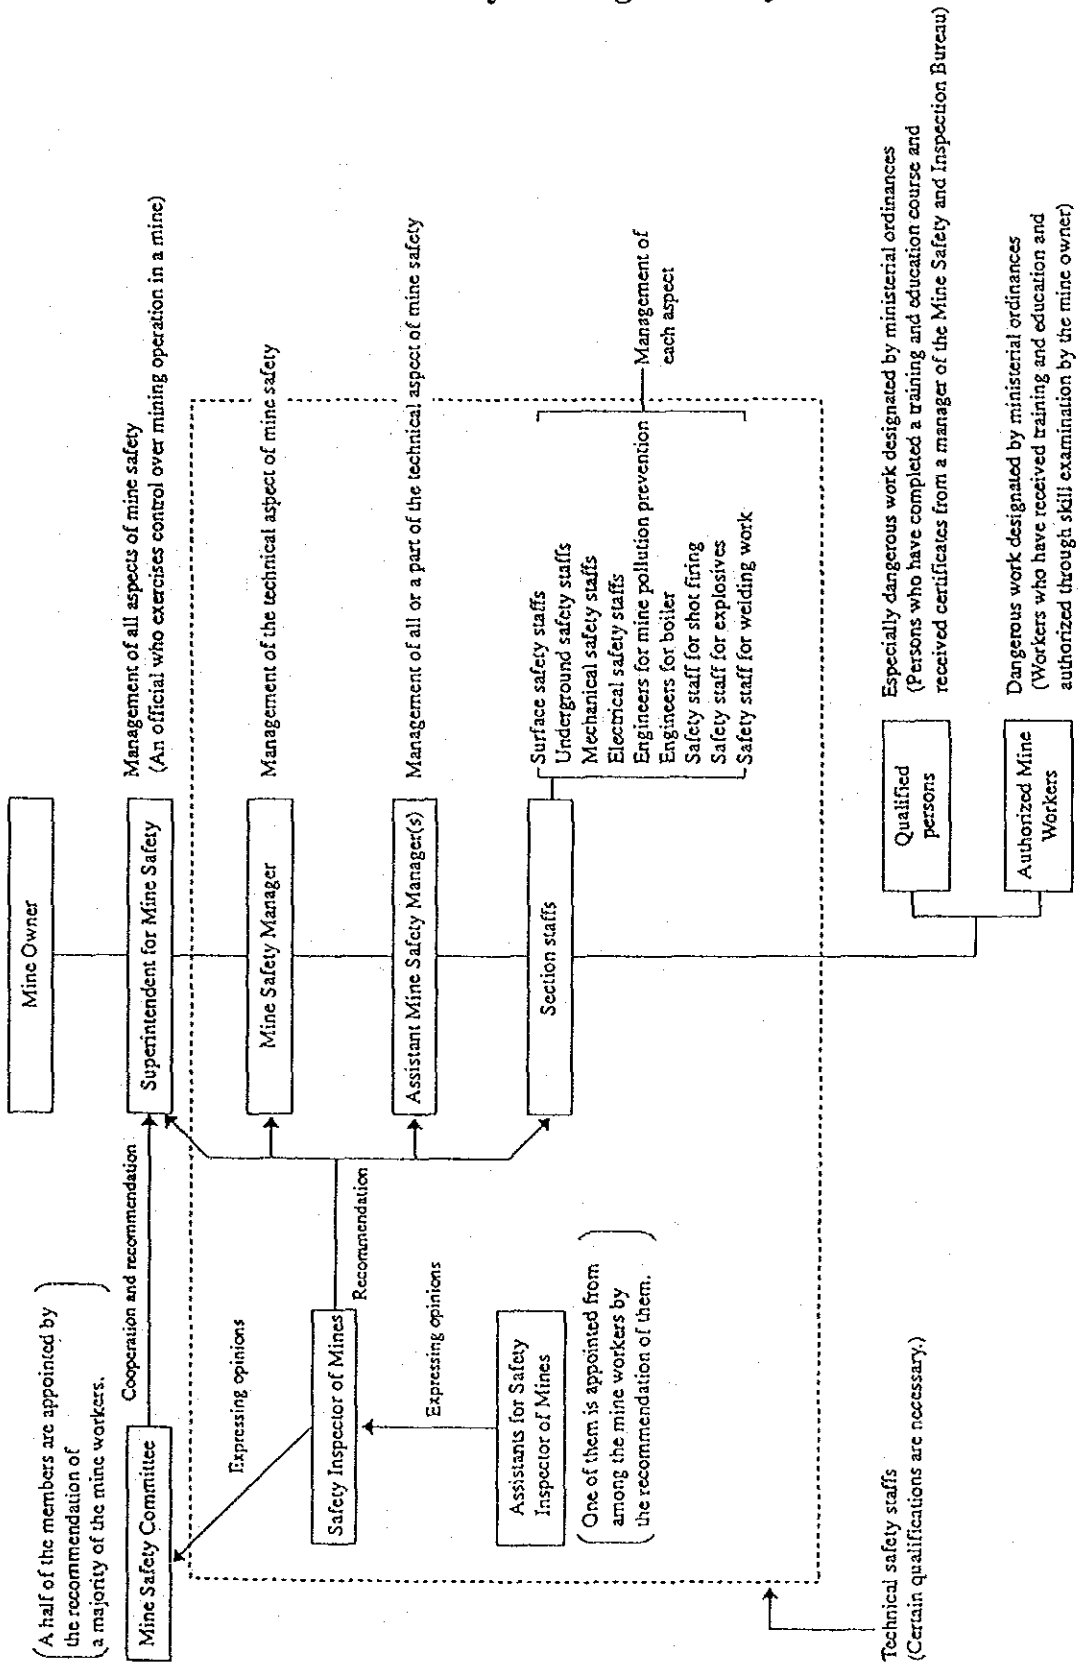 Mine Owner
(A half of the members are appointed by
the recommendation of
a majority of the mine workers.)
Mine Safety Committee
Cooperation and recommendation
Superintendent for Mine Safety
Management of all aspects of mine safety
(An official who exercises control over mining operation in a mine)
Expressing opinions
Mine Safety Manager
Management of the technical aspect of mine safety
Safety Inspector of Mines
Recommendation
Expressing opinions
Assistant Mine Safety Manager(s)
Management of all or a part of the technical aspect of mine safety
Assistants for Safety
Inspector of Mines
(One of them is appointed from
among the mine workers by
the recommendation of them.)
Section staffs
Surface safety staffs
Underground safety staffs
Mechanical safety staffs
Electrical safety staffs
Engineers for mine pollution prevention
Engineers for boiler
Safety staff for shot firing
Safety staff for explosives
Safety staff for welding work
Management of
each aspect
Technical safety staffs
(Certain qualifications are necessary.)
Qualified
persons
Especially dangerous work designated by ministerial ordinances
(Persons who have completed a training and education course and
received certificates from a manager of the Mine Safety and Inspection Bureau)
Authorized Mine
Workers
Dangerous work designated by ministerial ordinances
(Workers who have received training and education and
authorized through skill examination by the mine owner)